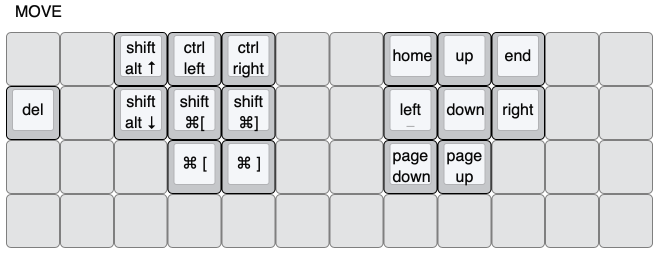 MOVE
shift
alt ↑
ctrl
left
ctrl
right
home
up
end
del
shift
alt ↓
shift
⌘[
shift
⌘]
left
_
down
right
⌘ [
⌘ ]
page
down
page
up